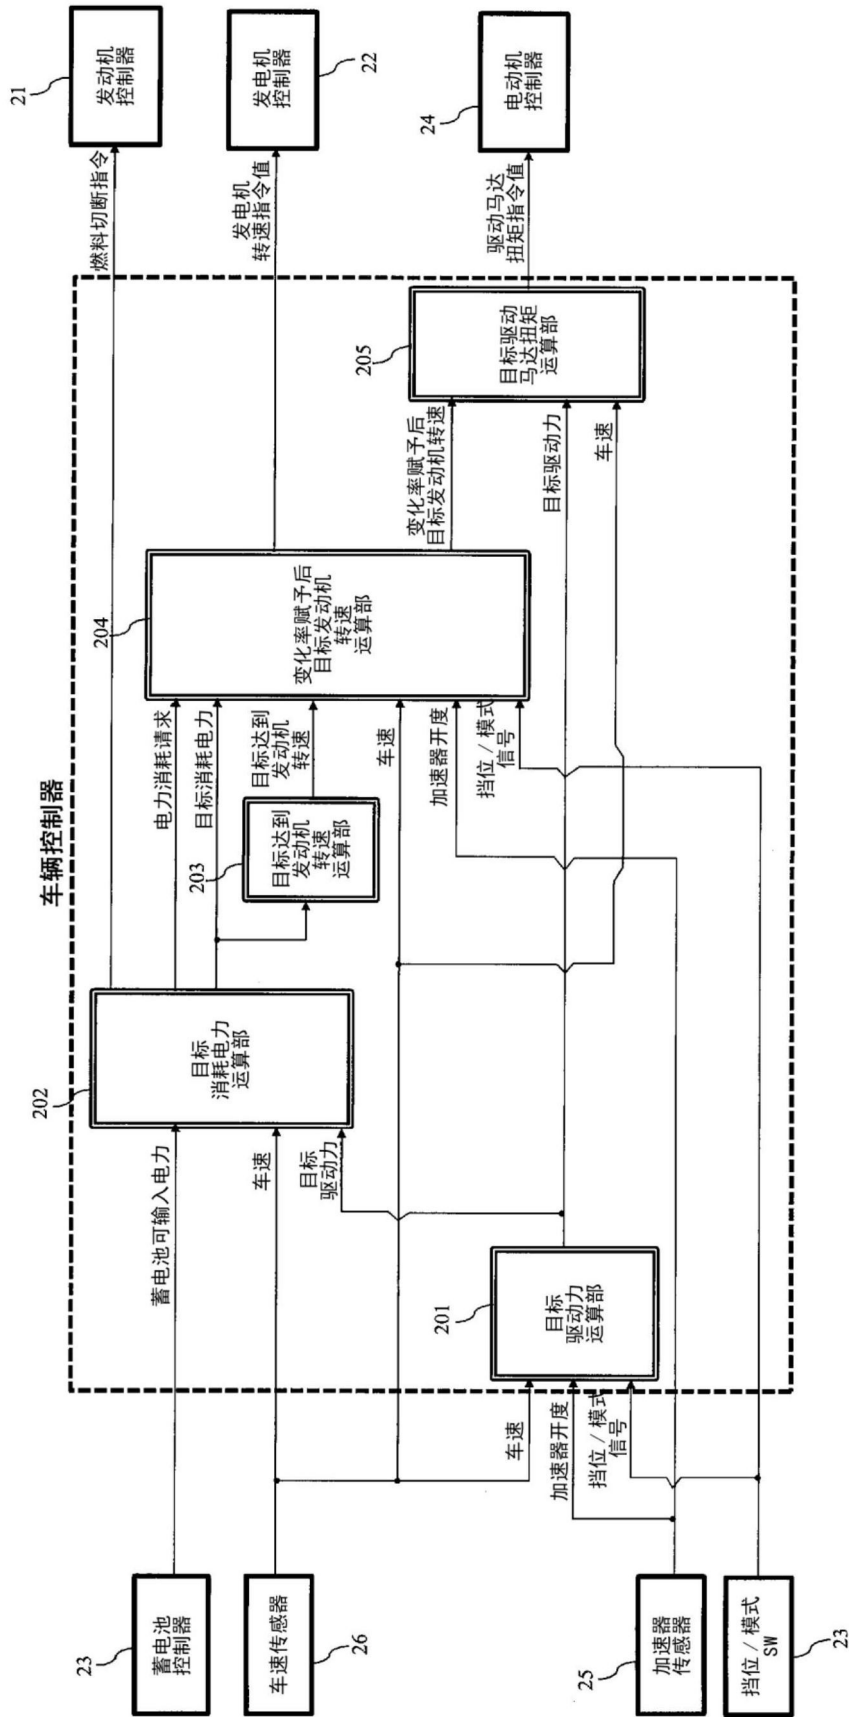 车辆控制器
23
蓄电池
控制器
26
车速传感器
25
加速器
传感器
23
挡位／模式
SW
蓄电池可输入电力
车速
目标
驱动力
车速
加速器开度
挡位／模式
信号
201
目标
驱动力
运算部
202
目标
消耗电力
运算部
203
目标达到
发动机
转速
运算部
电力消耗请求
目标消耗电力
目标达到
发动机
转速
车速
加速器开度
挡位／模式
信号
204
变化率赋予后
目标发动机
转速
运算部
变化率赋予后
目标发动机转速
目标驱动力
车速
205
目标驱动
马达扭矩
运算部
燃料切断指令
发电机
转速指令值
驱动马达
扭矩指令值
21
发动机
控制器
22
发电机
控制器
24
电动机
控制器